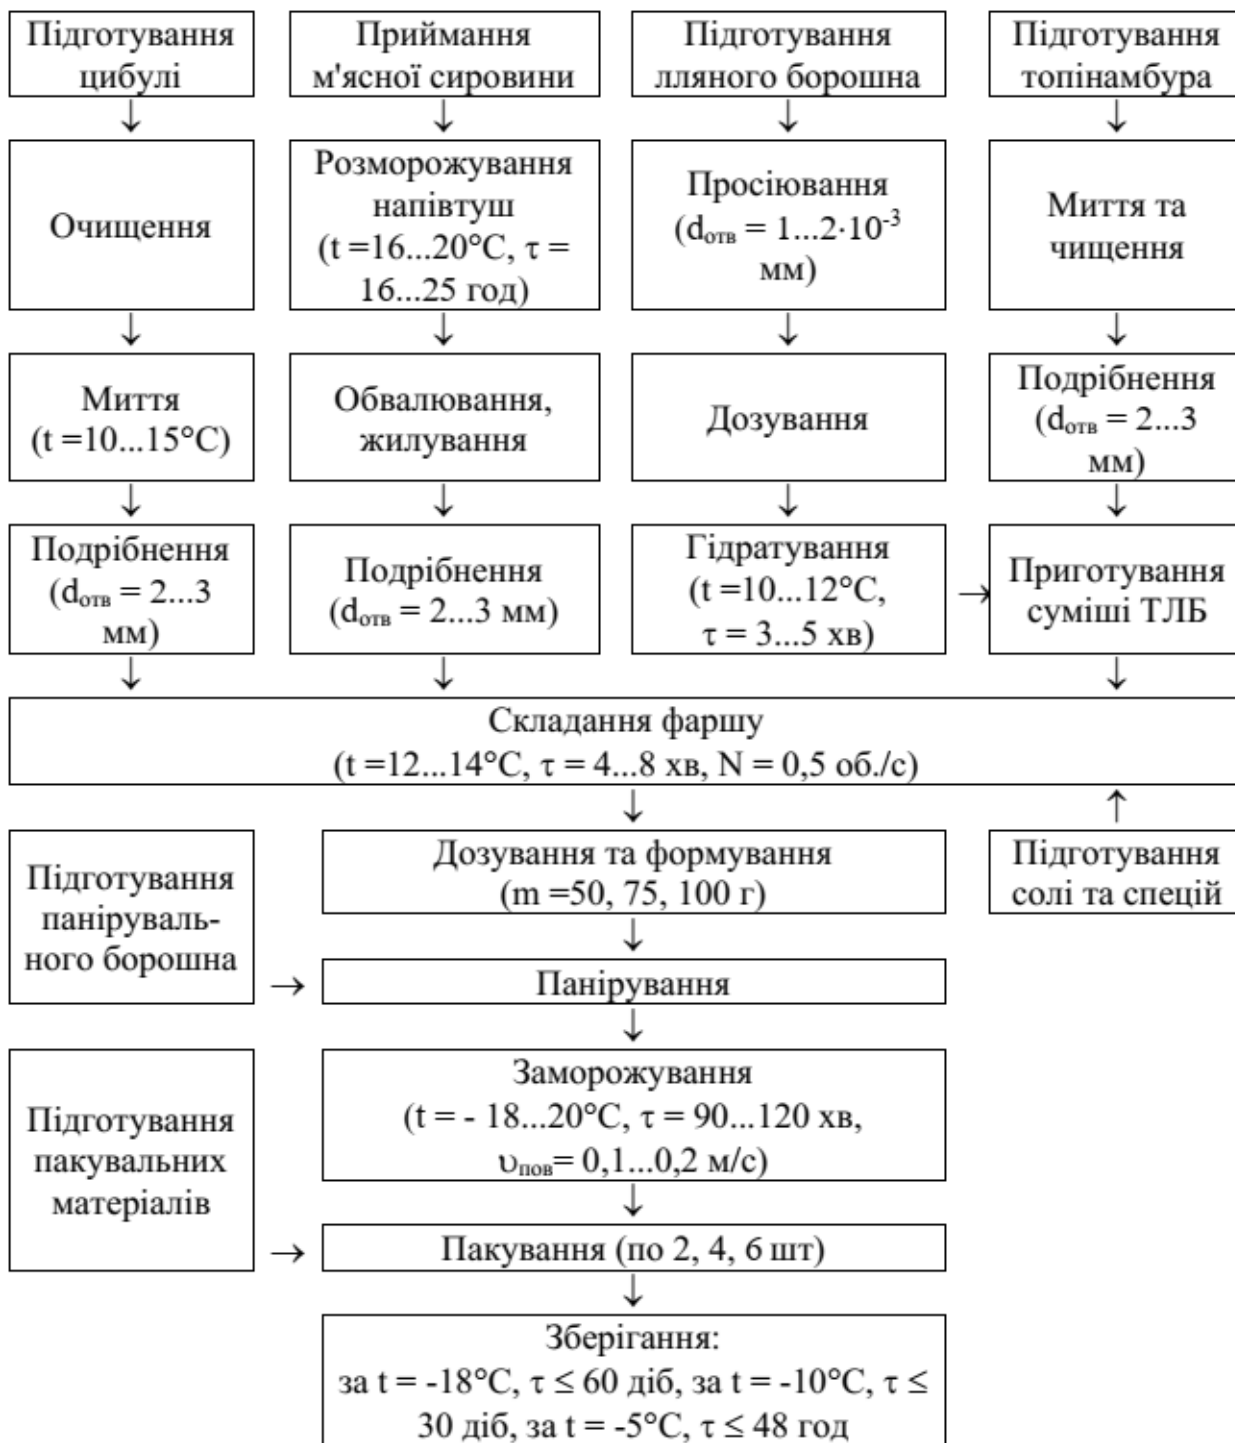 Підготування
цибулі
Приймання
м'ясної сировини
Підготування
лляного борошна
Підготування
топінамбура
↓ ↓ ↓ ↓
Очищення
Розморожування
напівтуш
(t =16...20°C, τ =
16...25 год)
Просіювання
(dотв = 1...2·10⁻³
мм)
Миття та
чищення
↓ ↓ ↓ ↓
Миття
(t =10...15°C)
Обвалювання,
жилування
Дозування
Подрібнення
(dотв = 2...3
мм)
↓ ↓ ↓ ↓
Подрібнення
(dотв = 2...3
мм)
Подрібнення
(dотв = 2...3 мм)
Гідратування
(t =10...12°C,
τ = 3...5 хв)
→
Приготування
суміші ТЛБ
↓ ↓ ↓
Складання фаршу
(t =12...14°C, τ = 4...8 хв, N = 0,5 об./с)
↓ ↑
Підготування
панірувaль-
ного борошна
Дозування та формування
(m =50, 75, 100 г)
Підготування
солі та спецій
↓
→ Панірування
↓
Підготування
пакувальних
матеріалів
Заморожування
(t = - 18...20°C, τ = 90...120 хв,
υпов= 0,1...0,2 м/с)
↓
→ Пакування (по 2, 4, 6 шт)
↓
Зберігання:
за t = -18°C, τ ≤ 60 діб, за t = -10°C, τ ≤
30 діб, за t = -5°C, τ ≤ 48 год